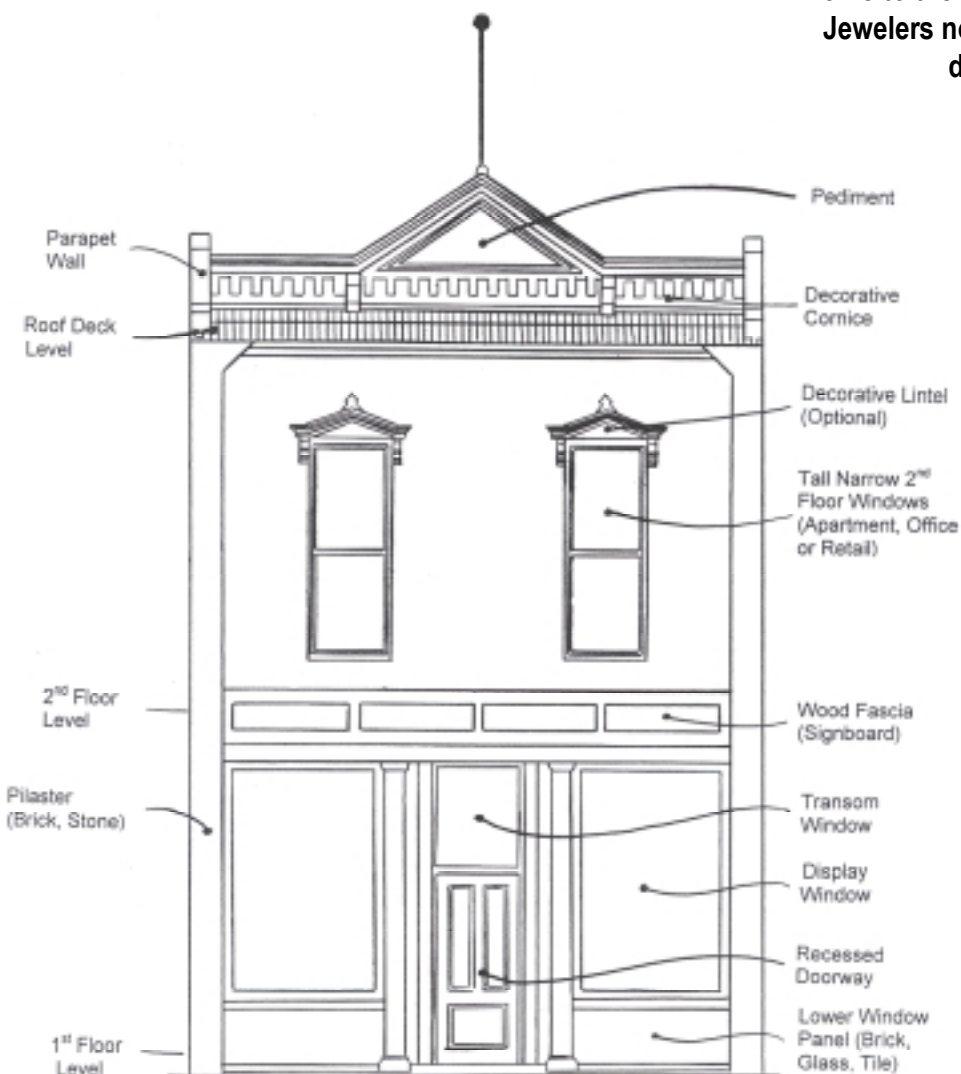 Jewelers
Pediment
Parapet
Wall
Decorative
Cornice
Roof Deck
Level
Decorative Lintel
(Optional)
Tall Narrow 2nd
Floor Windows
(Apartment, Office
or Retail)
2nd Floor
Level
Wood Fascia
(Signboard)
Pilaster
(Brick, Stone)
Transom
Window
Display
Window
Recessed
Doorway
Lower Window
Panel (Brick,
Glass, Tile)
1st Floor
Level